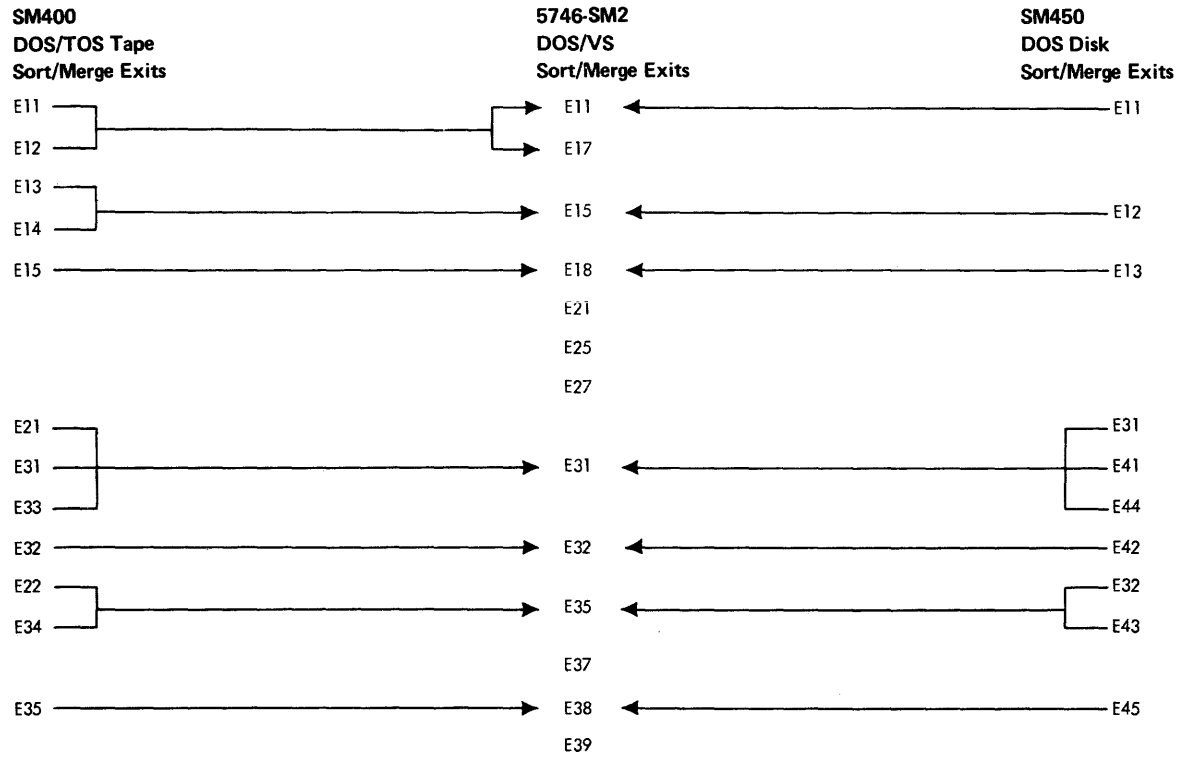 SM400 5746-SM2 SM450
DOS/TOS Tape DOS/VS DOS Disk
Sort/Merge Exits Sort/Merge Exits Sort/Merge Exits
E11 E11 E11
E12 E17
E13
E15 E12
E14
E15 E18 E13
E21
E25
E27
E21 E31
E31 E31 E41
E33 E44
E32 E32 E42
E22 E32
E35
E34 E43
E37
E35 E38 E45
E39